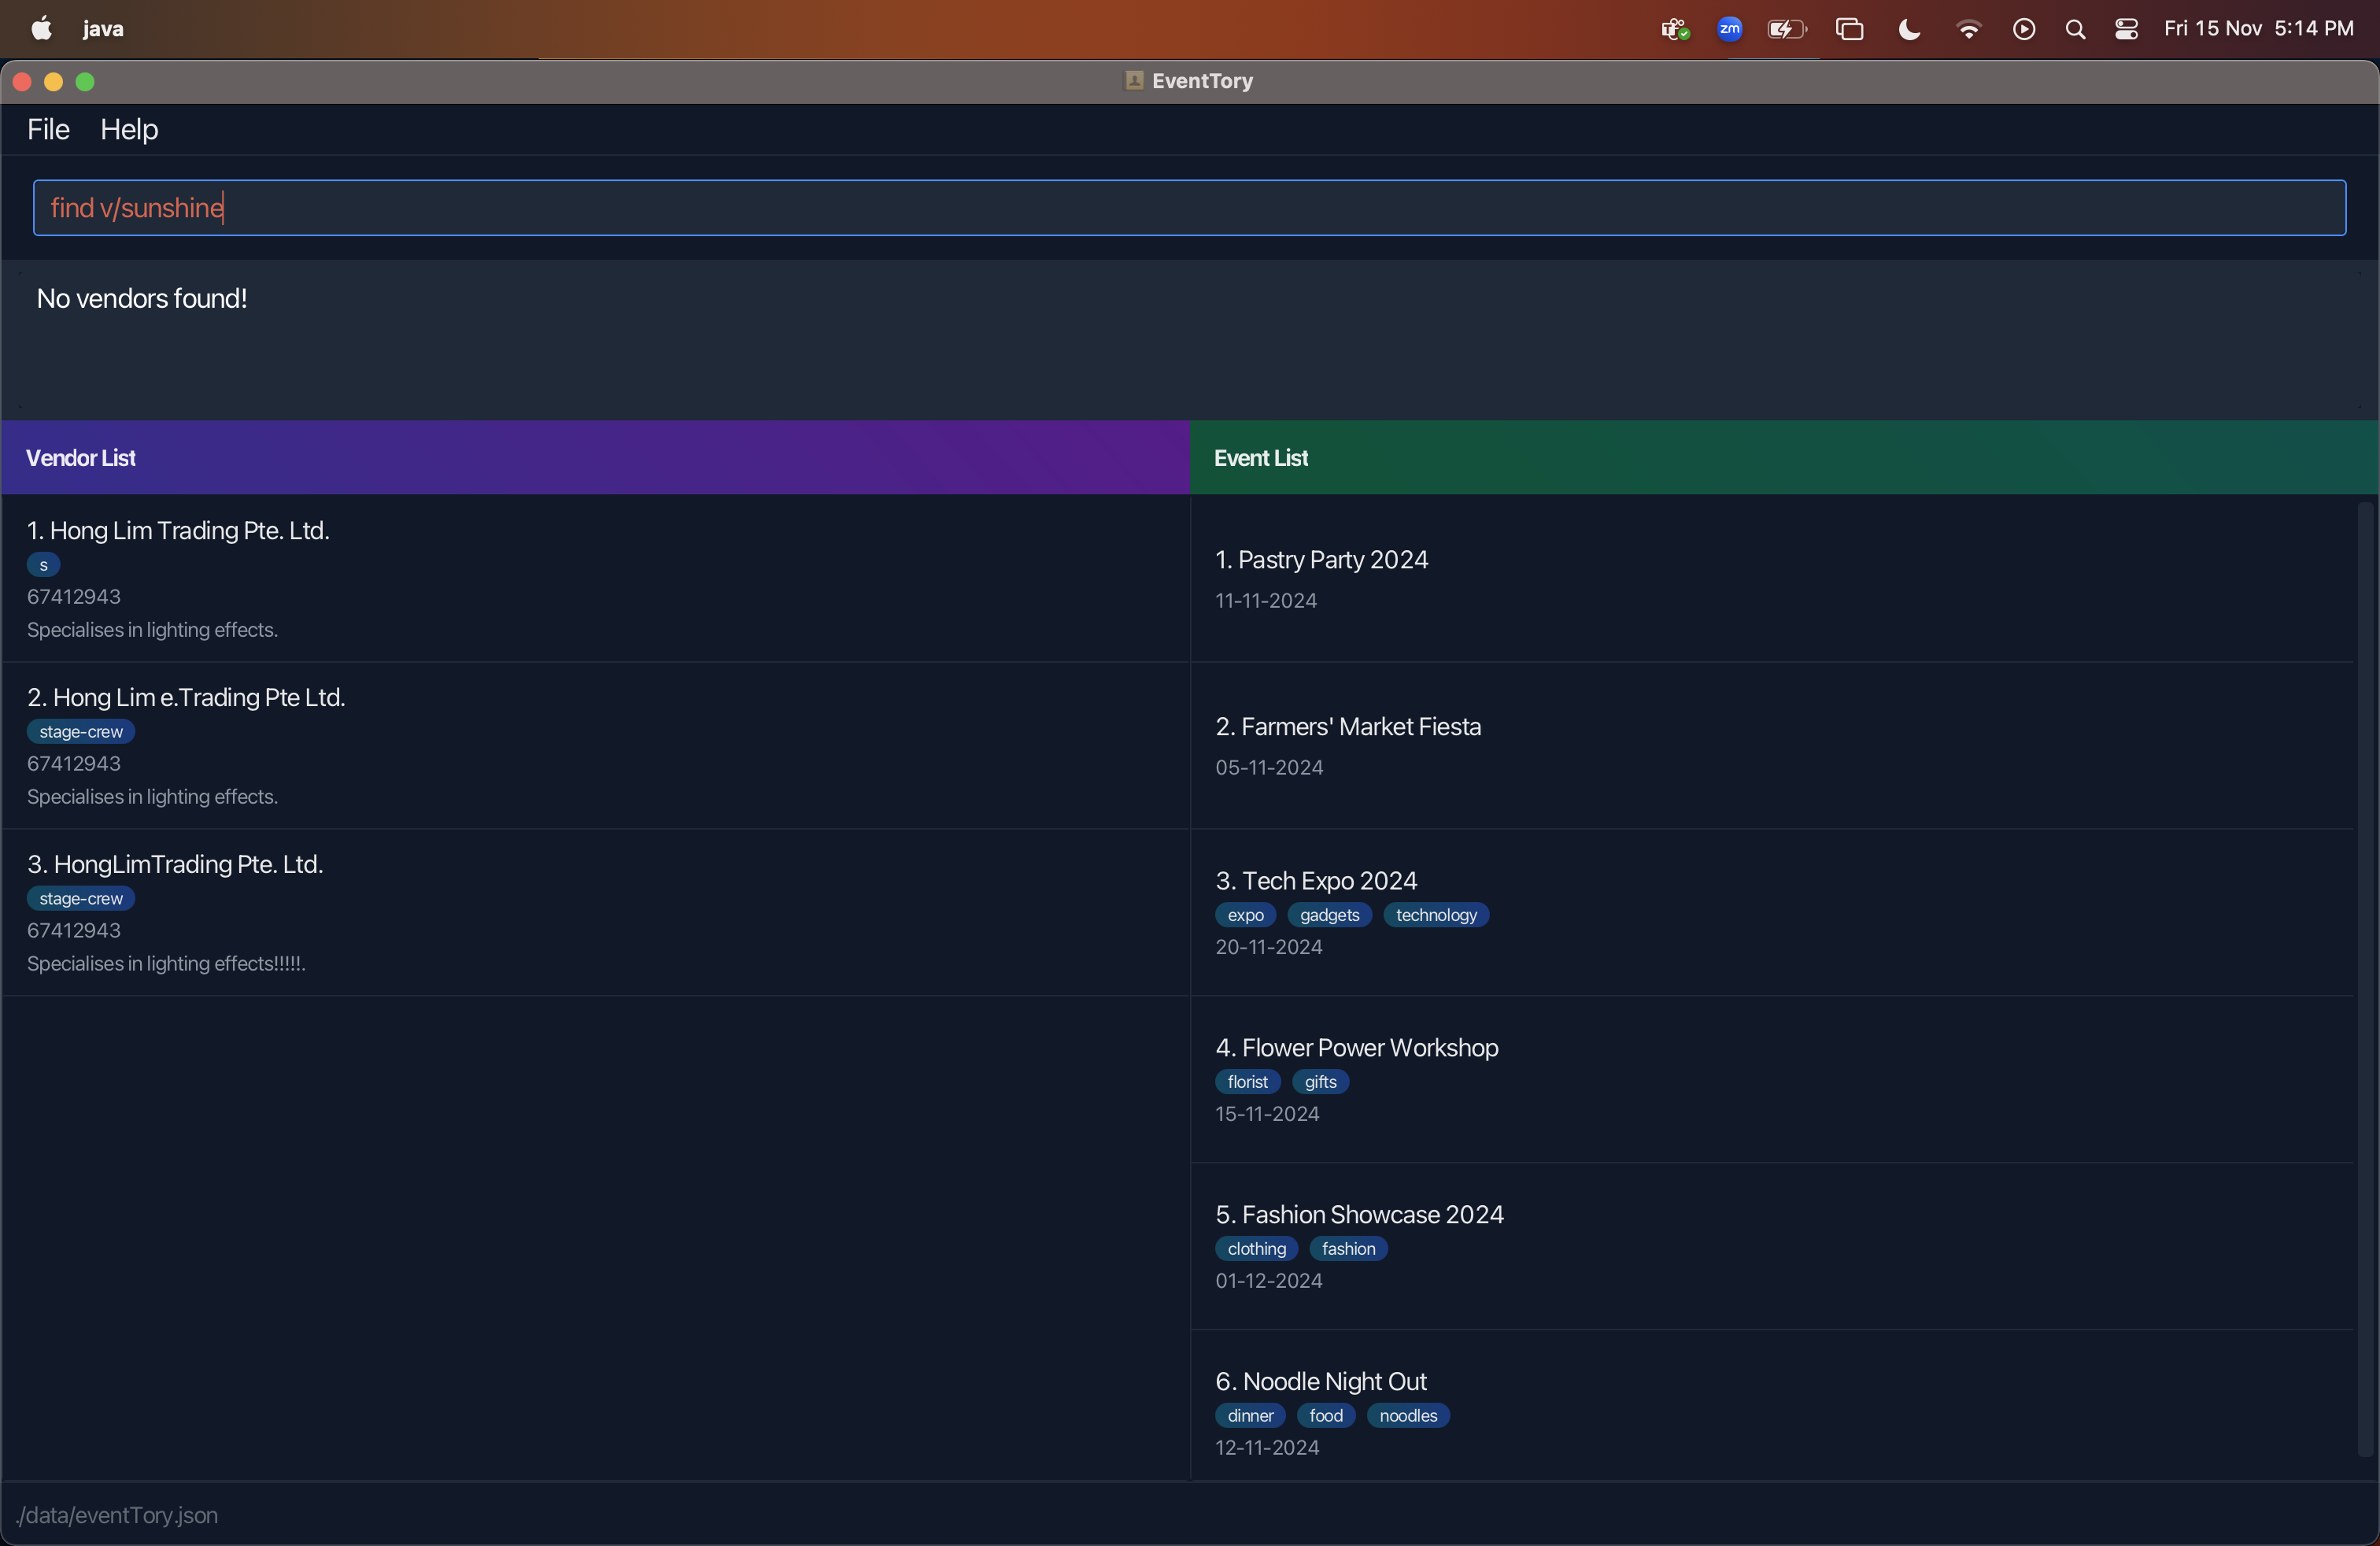 java
zm
Fri 15 Nov 5:14 PM
EventTory
File Help
find v/sunshine
No vendors found!
Vendor List
1. Hong Lim Trading Pte. Ltd.
s
67412943
Specialises in lighting effects.
2. Hong Lim e.Trading Pte Ltd.
stage-crew
67412943
Specialises in lighting effects.
3. HongLimTrading Pte. Ltd.
stage-crew
67412943
Specialises in lighting effects!!!!!.
Event List
1. Pastry Party 2024
11-11-2024
2. Farmers' Market Fiesta
05-11-2024
3. Tech Expo 2024
expo gadgets technology
20-11-2024
4. Flower Power Workshop
florist gifts
15-11-2024
5. Fashion Showcase 2024
clothing fashion
01-12-2024
6. Noodle Night Out
dinner food noodles
12-11-2024
./data/eventTory.json